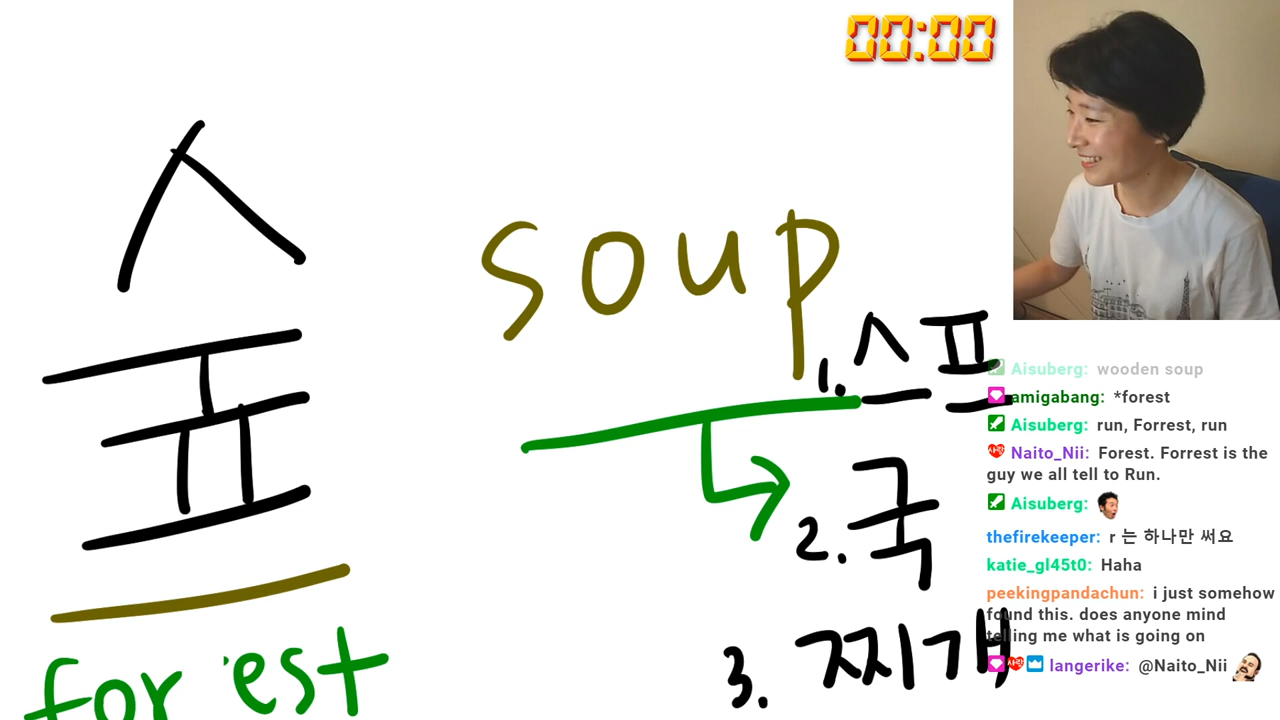 00:00
숲
for est
soup
1. 스프
2. 국
3. 찌개
Aisuberg: wooden soup
amigabang: *forest
Aisuberg: run, Forrest, run
Naito_Nii: Forest. Forrest is the
guy we all tell to Run.
Aisuberg:
thefirekeeper: r 는 하나만 써요
katie_gl45t0: Haha
peekingpandachun: i just somehow
found this. does anyone mind
telling me what is going on
langerike: @Naito_Nii